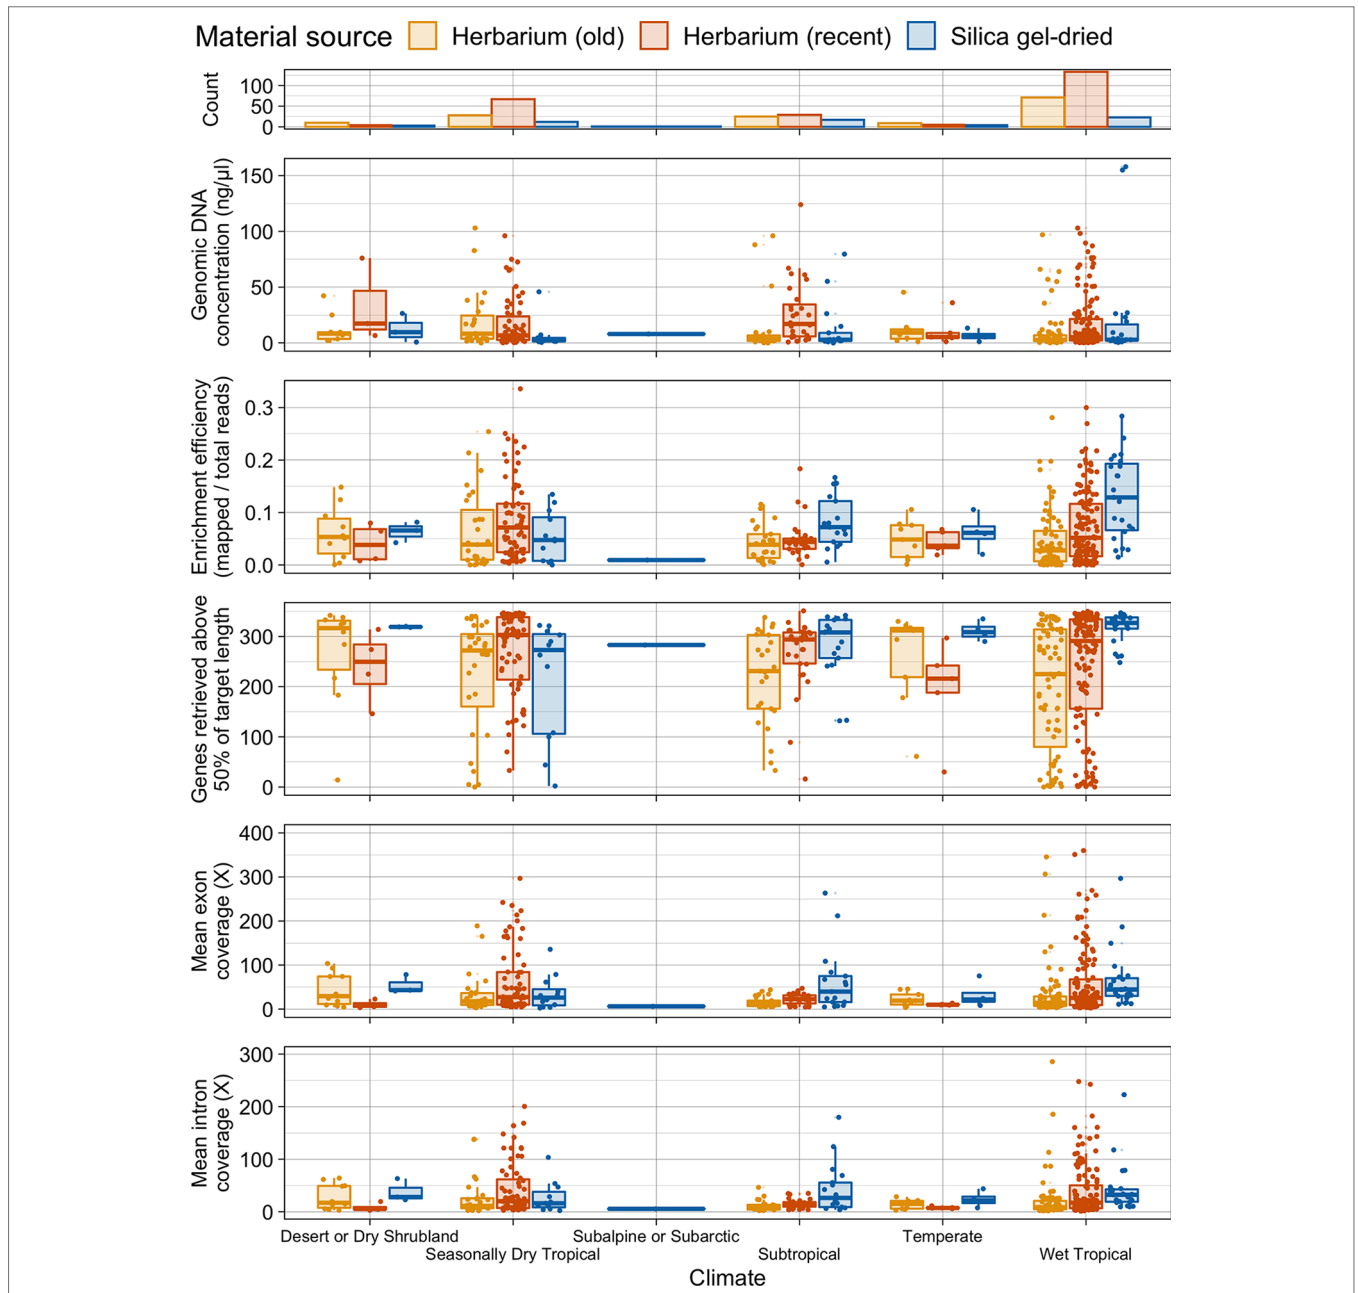 Material source Herbarium (old) Herbarium (recent) Silica gel-dried
Count
100
50
0
Genomic DNA
concentration (ng/µl)
150
100
50
0
Enrichment efficiency
(mapped / total reads)
0.3
0.2
0.1
0.0
Genes retrieved above
50% of target length
300
200
100
0
Mean exon
coverage (X)
400
300
200
100
0
Mean intron
coverage (X)
300
200
100
0
Desert or Dry Shrubland Subalpine or Subarctic Temperate
Seasonally Dry Tropical Subtropical Wet Tropical
Climate